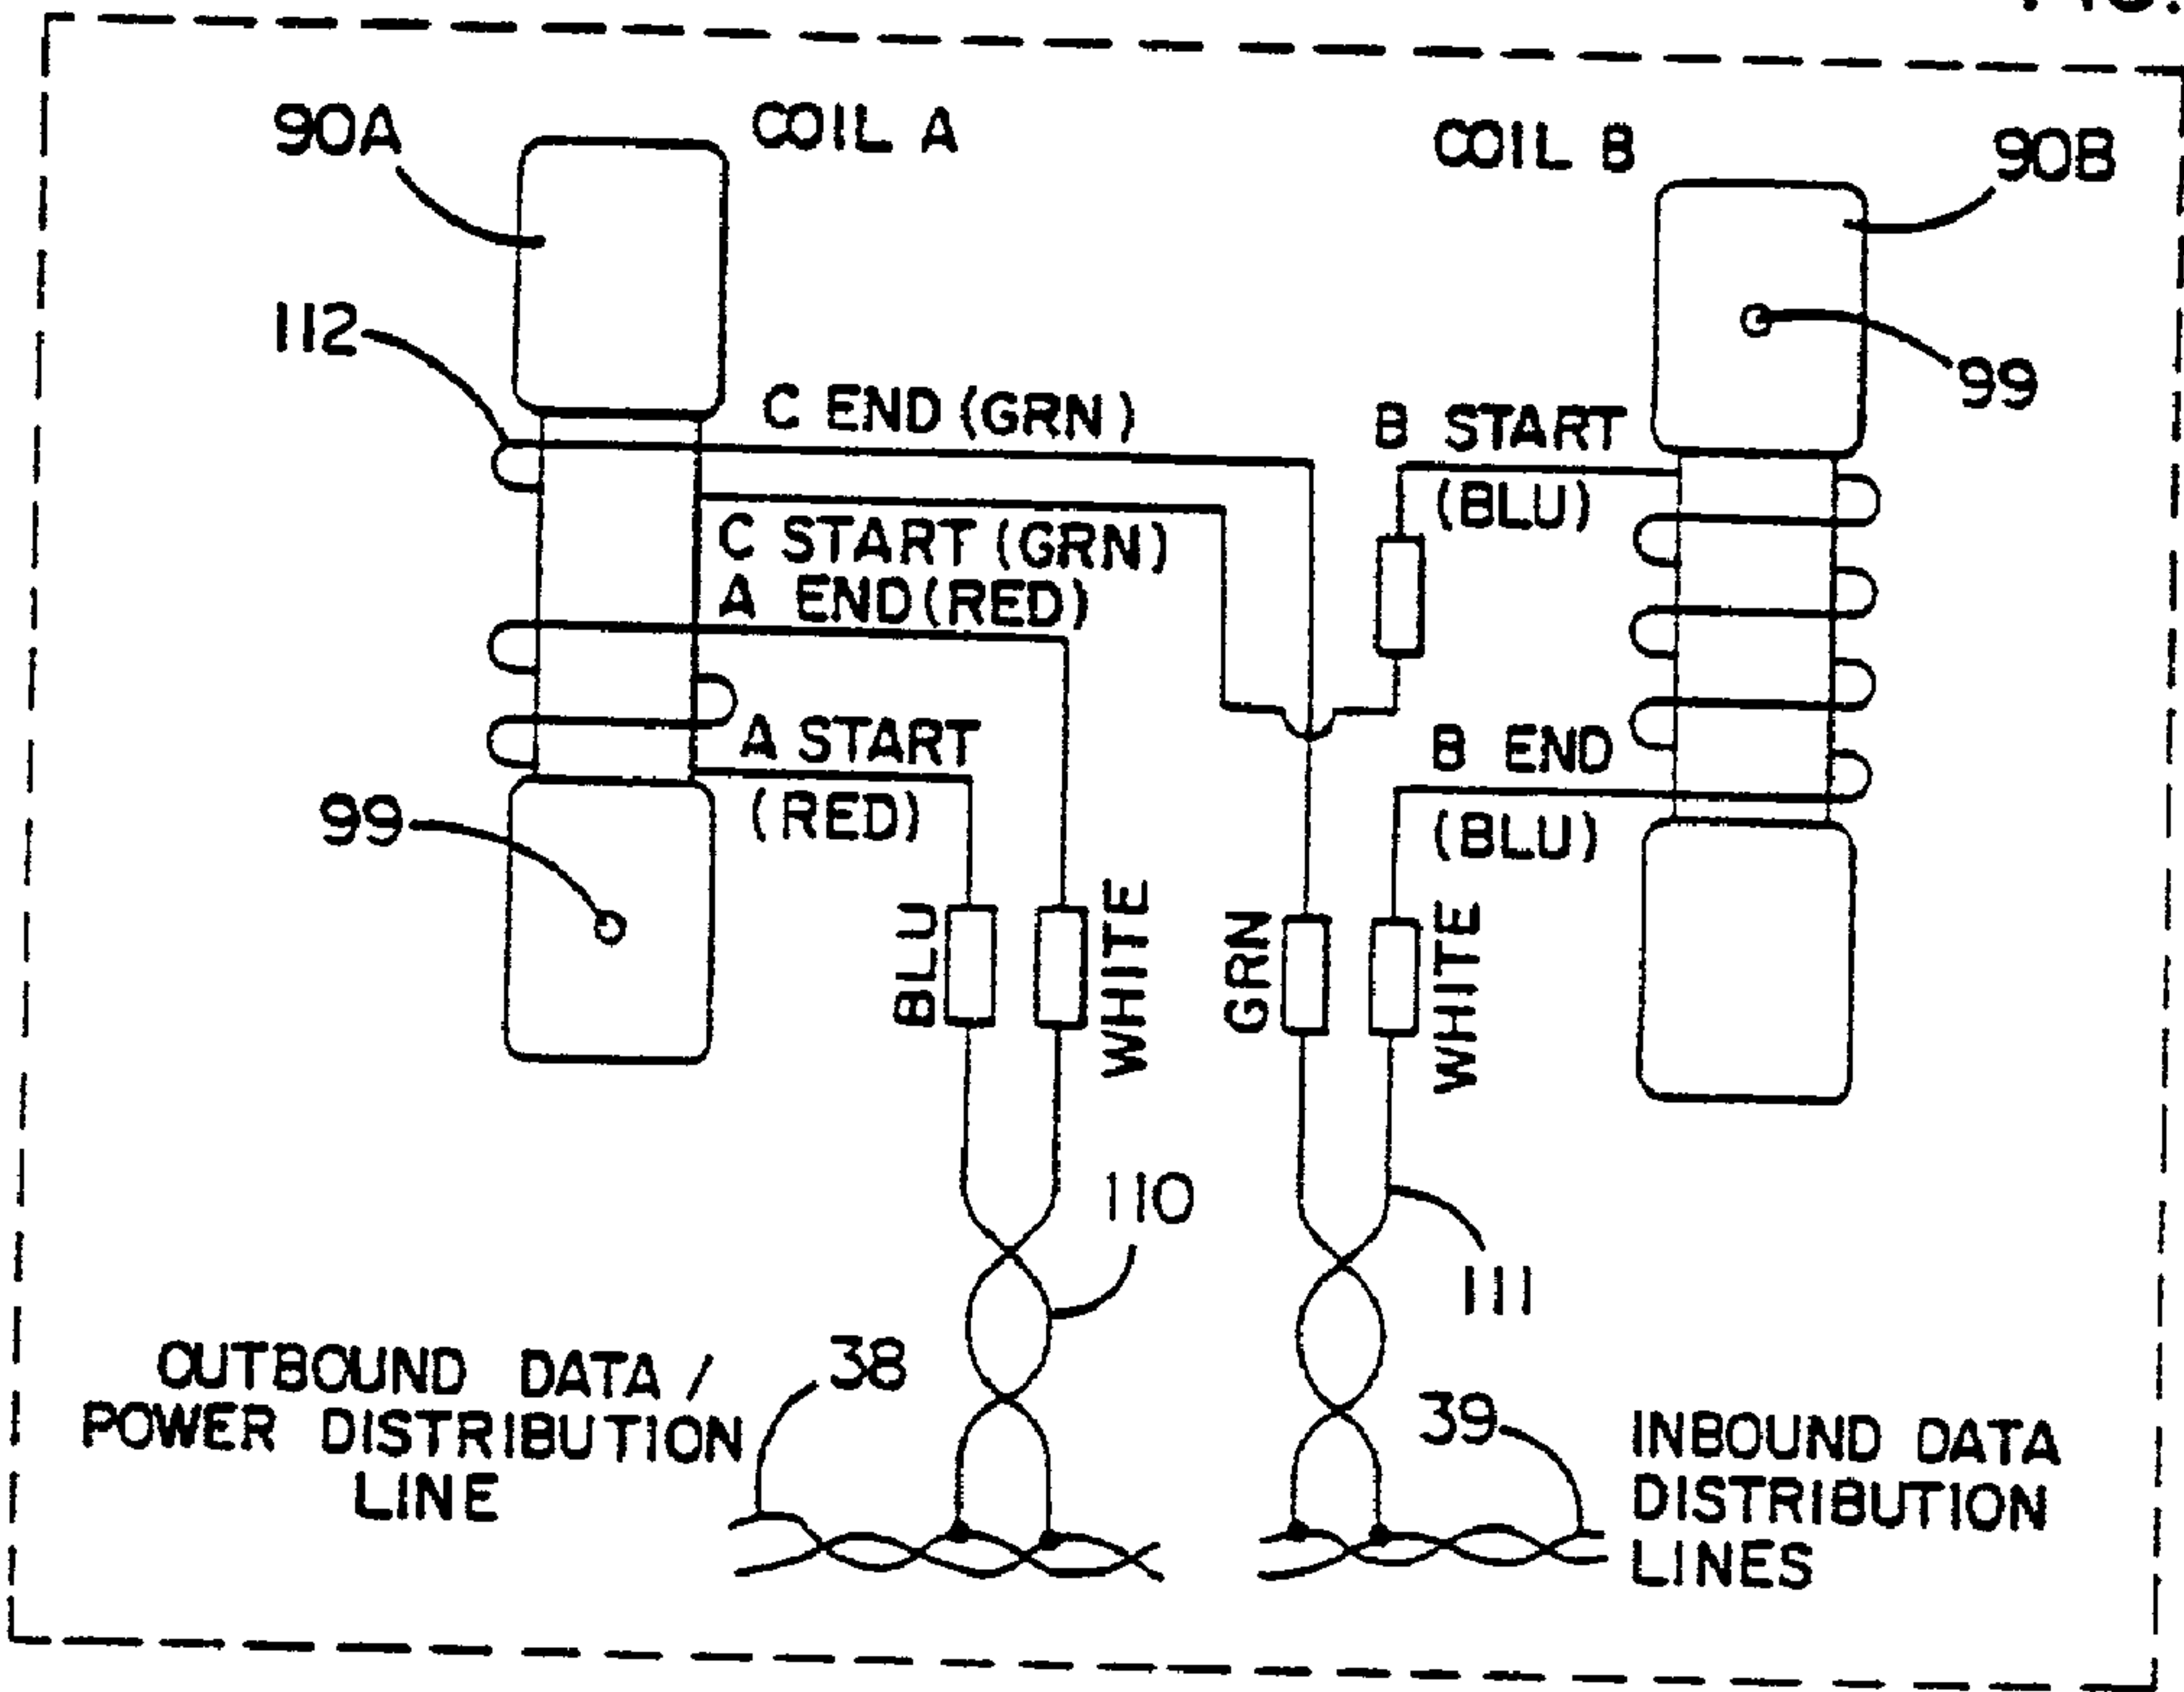 FIG.
90A
COIL A
COIL B
90B
112
99
C END (GRN)
B START
(BLU)
C START (GRN)
A END (RED)
A START
(RED)
B END
(BLU)
99
BLU
WHITE
GRN
WHITE
110
111
38
39
OUTBOUND DATA /
POWER DISTRIBUTION
LINE
INBOUND DATA
DISTRIBUTION
LINES